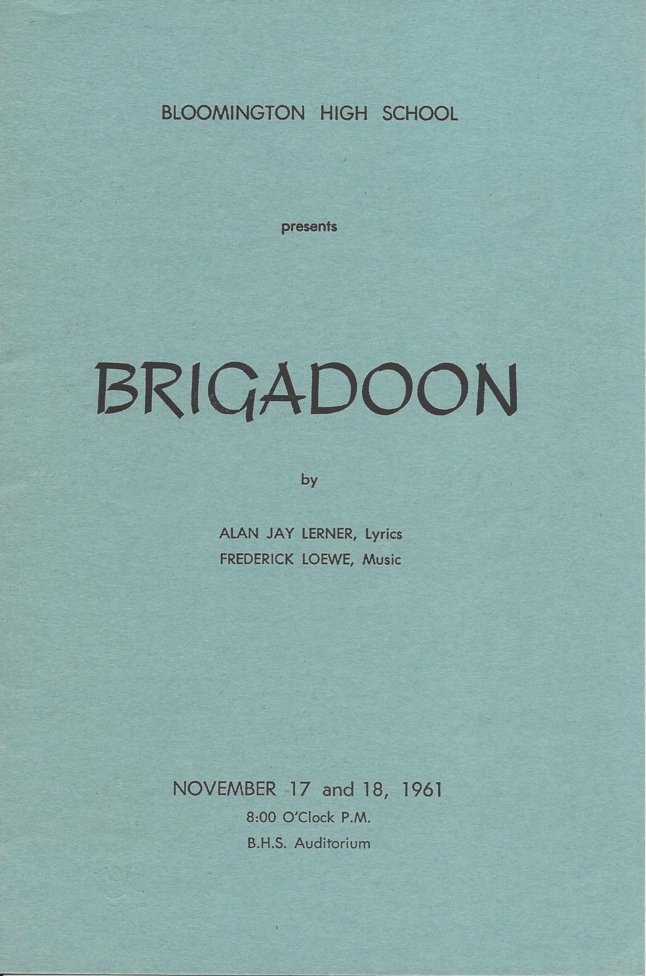 BLOOMINGTON HIGH SCHOOL
presents
BRIGADOON
by
ALAN JAY LERNER, Lyrics
FREDERICK LOEWE, Music
NOVEMBER 17 and 18, 1961
8:00 O'Clock P.M.
B.H.S. Auditorium